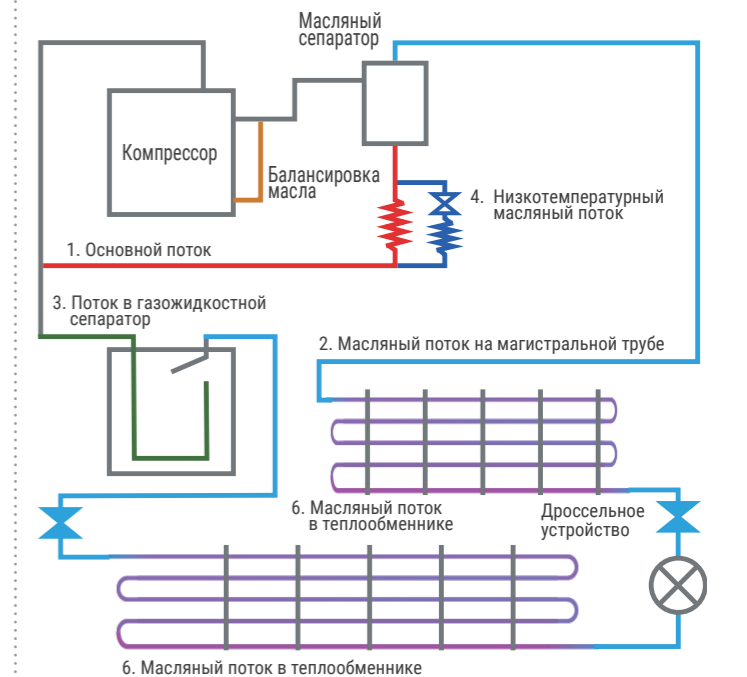 Масляный
сепаратор
Компрессор
Балансировка
масла
4. Низкотемпературный
масляный поток
1. Основной поток
3. Поток в газожидкостной
сепаратор
2. Масляный поток на магистральной трубе
6. Масляный поток
в теплообменнике
Дроссельное
устройство
6. Масляный поток в теплообменнике